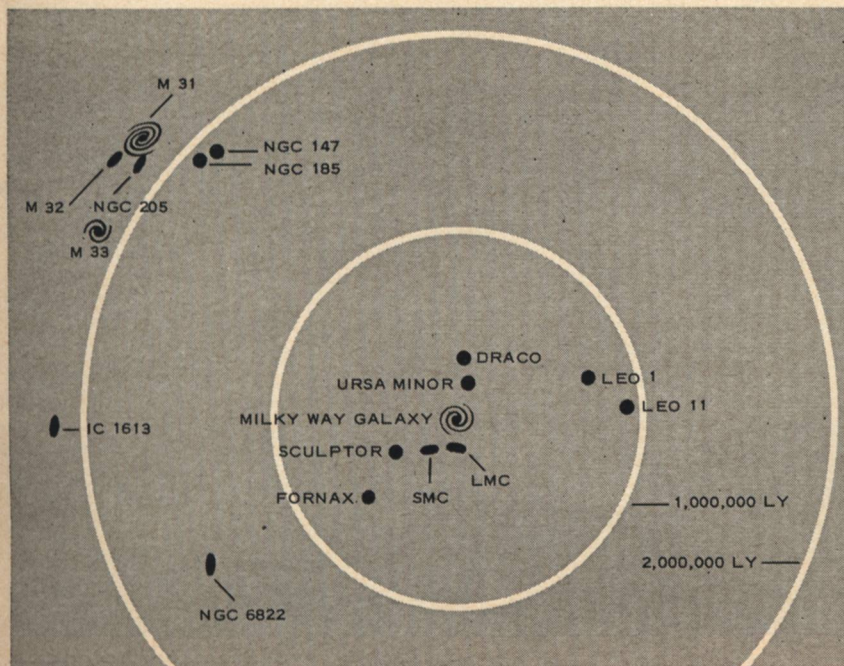 M 31
NGC 147
NGC 185
M 32
NGC 205
M 33
DRACO
URSA MINOR
LEO 1
LEO 11
MILKY WAY GALAXY
IC 1613
SCULPTOR
LMC
FORNAX
SMC
1,000,000 LY
2,000,000 LY
NGC 6822